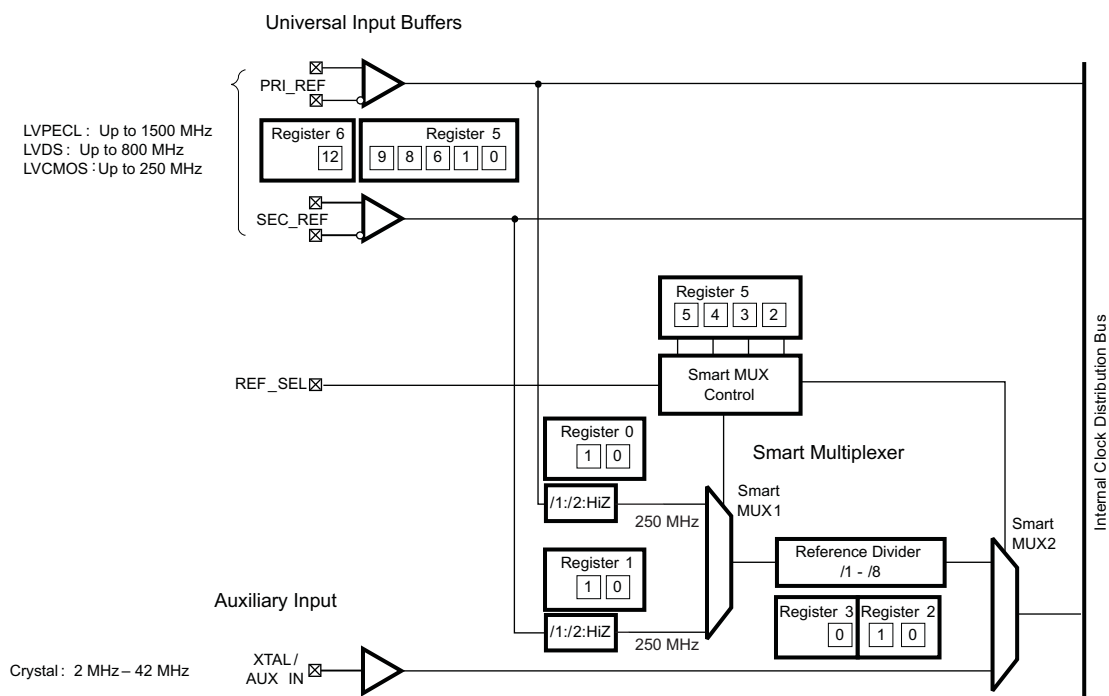 Universal Input Buffers
PRI_REF
LVPECL : Up to 1500 MHz
LVDS : Up to 800 MHz
LVCMOS : Up to 250 MHz
Register 6
12
Register 5
9 8 6 1 0
SEC_REF
Register 5
5 4 3 2
REF_SEL
Smart MUX
Control
Register 0
1 0
Smart Multiplexer
/1:/2:HiZ
250 MHz
Smart
MUX1
Register 1
1 0
/1:/2:HiZ
250 MHz
Reference Divider
/1 - /8
Register 3
0
Register 2
1 0
Smart
MUX2
Auxiliary Input
Crystal : 2 MHz – 42 MHz
XTAL/
AUX IN
Internal Clock Distribution Bus